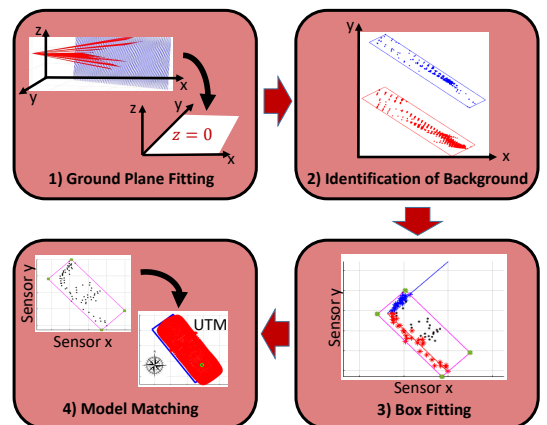 z
x
y
z
y
z = 0
x
1) Ground Plane Fitting
y
x
2) Identification of Background
Sensor y
Sensor x
UTM
4) Model Matching
Sensor y
Sensor x
3) Box Fitting